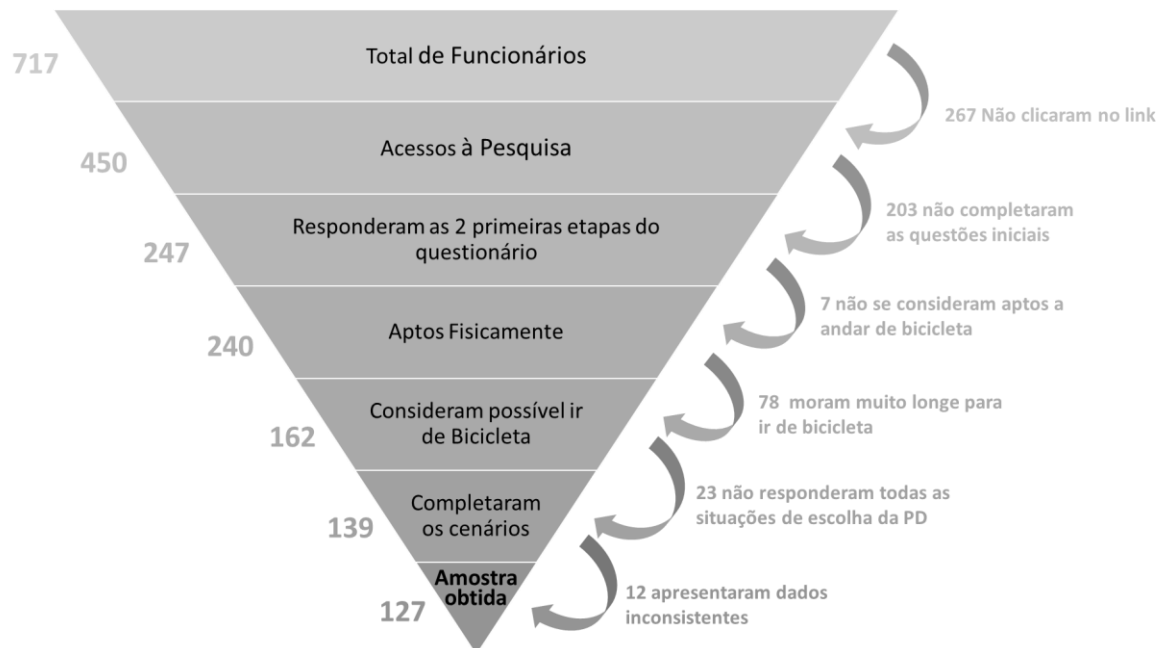 717
Total de Funcionários
267 Não clicaram no link
450
Acessos à Pesquisa
203 não completaram
as questões iniciais
247
Responderam as 2 primeiras etapas do
questionário
7 não se consideram aptos a
andar de bicicleta
240
Aptos Fisicamente
78 moram muito longe para
ir de bicicleta
162
Consideram possível ir
de Bicicleta
23 não responderam todas as
situações de escolha da PD
139
Completaram
os cenários
12 apresentaram dados
inconsistentes
127
Amostra
obtida